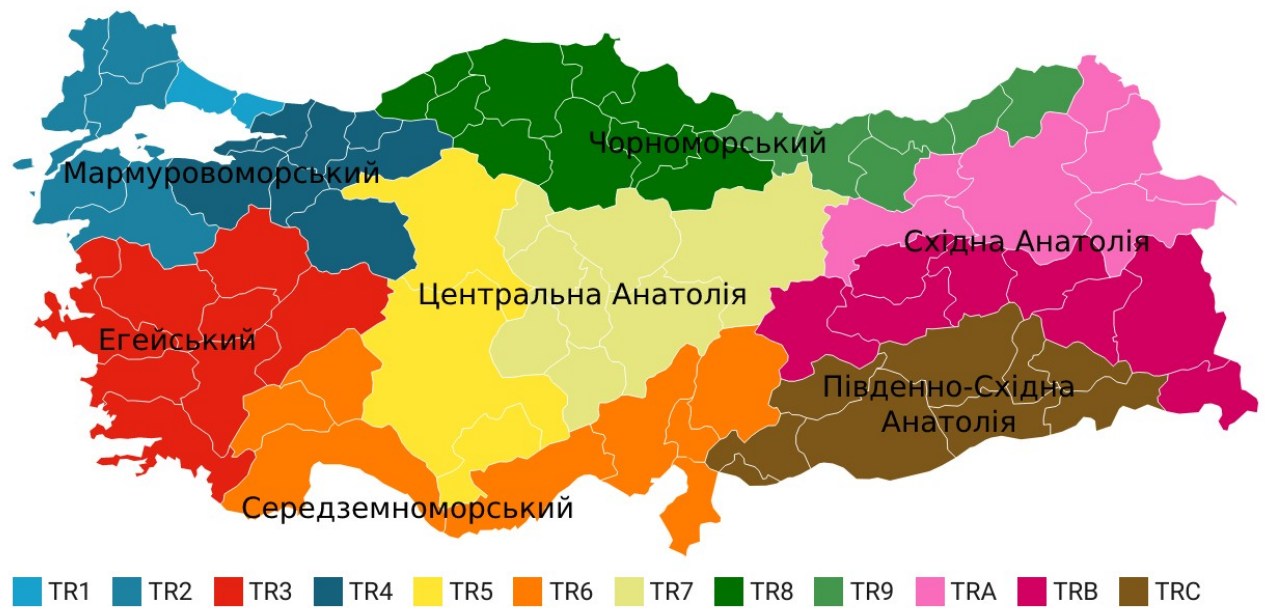 Чорноморський
Мармуровоморський
Східна Анатолія
Центральна Анатолія
Егейський
Південно-Східна
Анатолія
Середземноморський
TR1 TR2 TR3 TR4 TR5 TR6 TR7 TR8 TR9 TRA TRB TRC